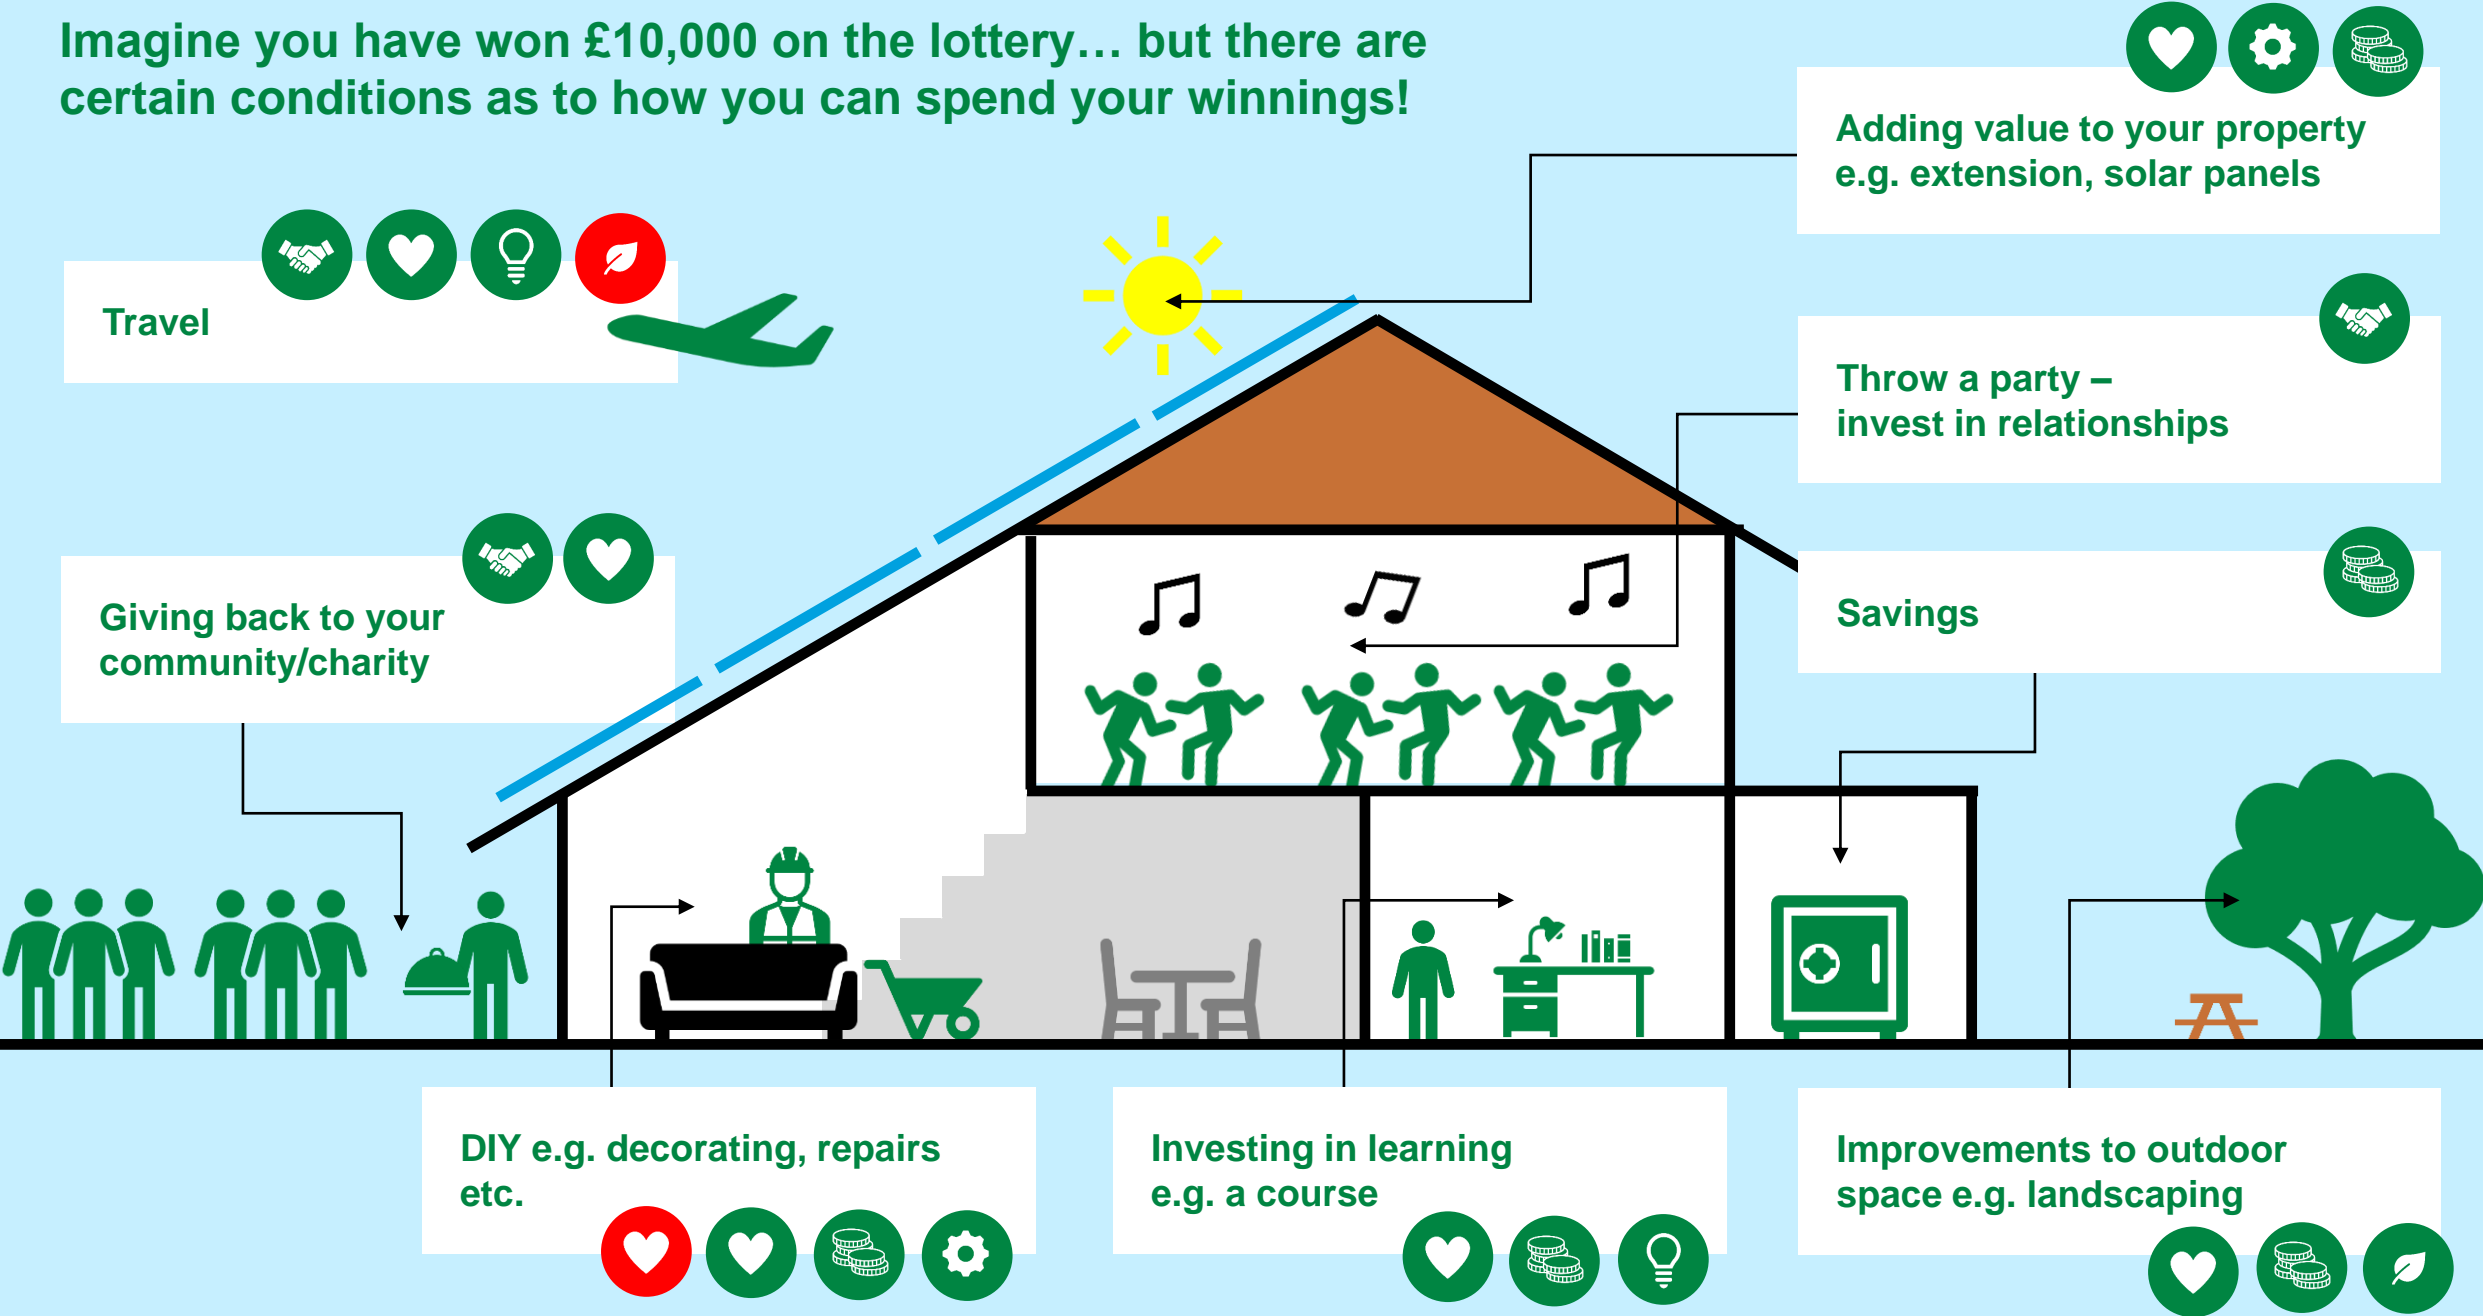 Imagine you have won £10,000 on the lottery… but there are
certain conditions as to how you can spend your winnings!
Adding value to your property
e.g. extension, solar panels
Travel
Throw a party –
invest in relationships
Giving back to your
community/charity
Savings
DIY e.g. decorating, repairs
etc.
Investing in learning
e.g. a course
Improvements to outdoor
space e.g. landscaping